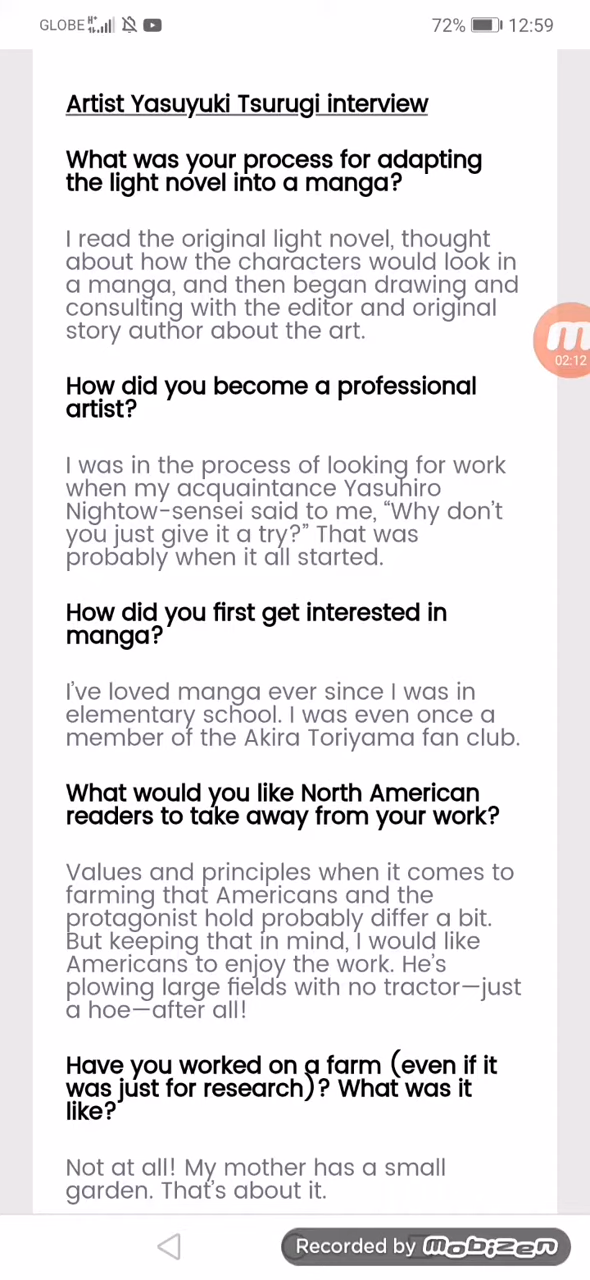 GLOBE H+ 72% 12:59
Artist Yasuyuki Tsurugi interview
What was your process for adapting
the light novel into a manga?
I read the original light novel, thought
about how the characters would look in
a manga, and then began drawing and
consulting with the editor and original
story author about the art.
02:12
How did you become a professional
artist?
I was in the process of looking for work
when my acquaintance Yasuhiro
Nightow-sensei said to me, “Why don’t
you just give it a try?” That was
probably when it all started.
How did you first get interested in
manga?
I’ve loved manga ever since I was in
elementary school. I was even once a
member of the Akira Toriyama fan club.
What would you like North American
readers to take away from your work?
Values and principles when it comes to
farming that Americans and the
protagonist hold probably differ a bit.
But keeping that in mind, I would like
Americans to enjoy the work. He’s
plowing large fields with no tractor—just
a hoe—after all!
Have you worked on a farm (even if it
was just for research)? What was it
like?
Not at all! My mother has a small
garden. That’s about it.
Recorded by mobizen